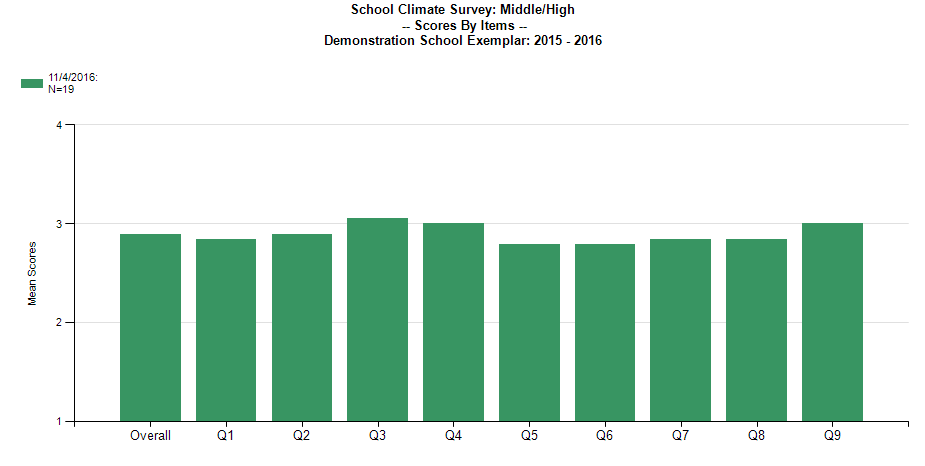 School Climate Survey: Middle/High
-- Scores By Items --
Demonstration School Exemplar: 2015 - 2016
11/4/2016:
N=19
4
3
2
1
Mean Scores
Overall Q1 Q2 Q3 Q4 Q5 Q6 Q7 Q8 Q9